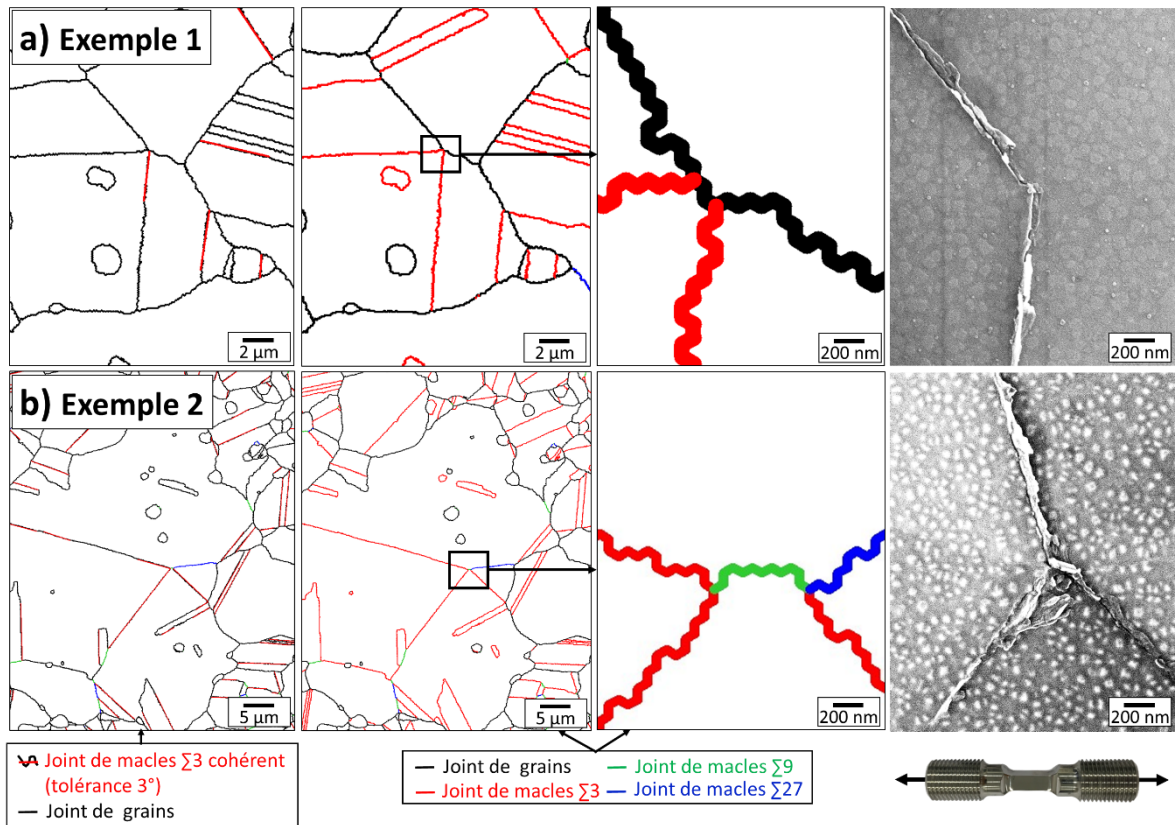 a) Exemple 1
2 µm
2 µm
200 nm
200 nm
b) Exemple 2
5 µm
5 µm
200 nm
200 nm
Joint de macles ∑3 cohérent
(tolérance 3°)
Joint de grains
Joint de grains
Joint de macles ∑9
Joint de macles ∑3
Joint de macles ∑27